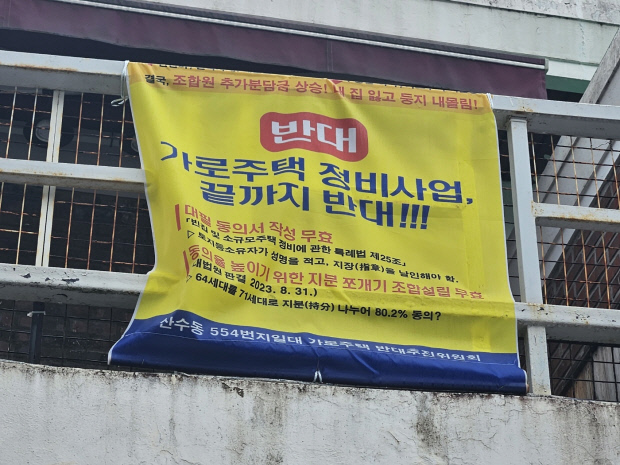 결국, 조합원 추가분담금 상승! 내 집 잃고 둥지 내몰림!
반대
가로주택 정비사업,
끝까지 반대!!!
대필 동의서 작성 무효
「빈집 및 소규모주택 정비에 관한 특례법 제25조」
▷ 토지등소유자가 성명을 적고, 지장(指章)을 날인해야 함.
동의율 높이기 위한 지분 쪼개기 조합설립 무효
대법원 판결 2023. 8. 31.)
▷ 64세대를 71세대로 지분(持分) 나누어 80.2% 동의?
산수동 554번지일대 가로주택 반대추진위원회